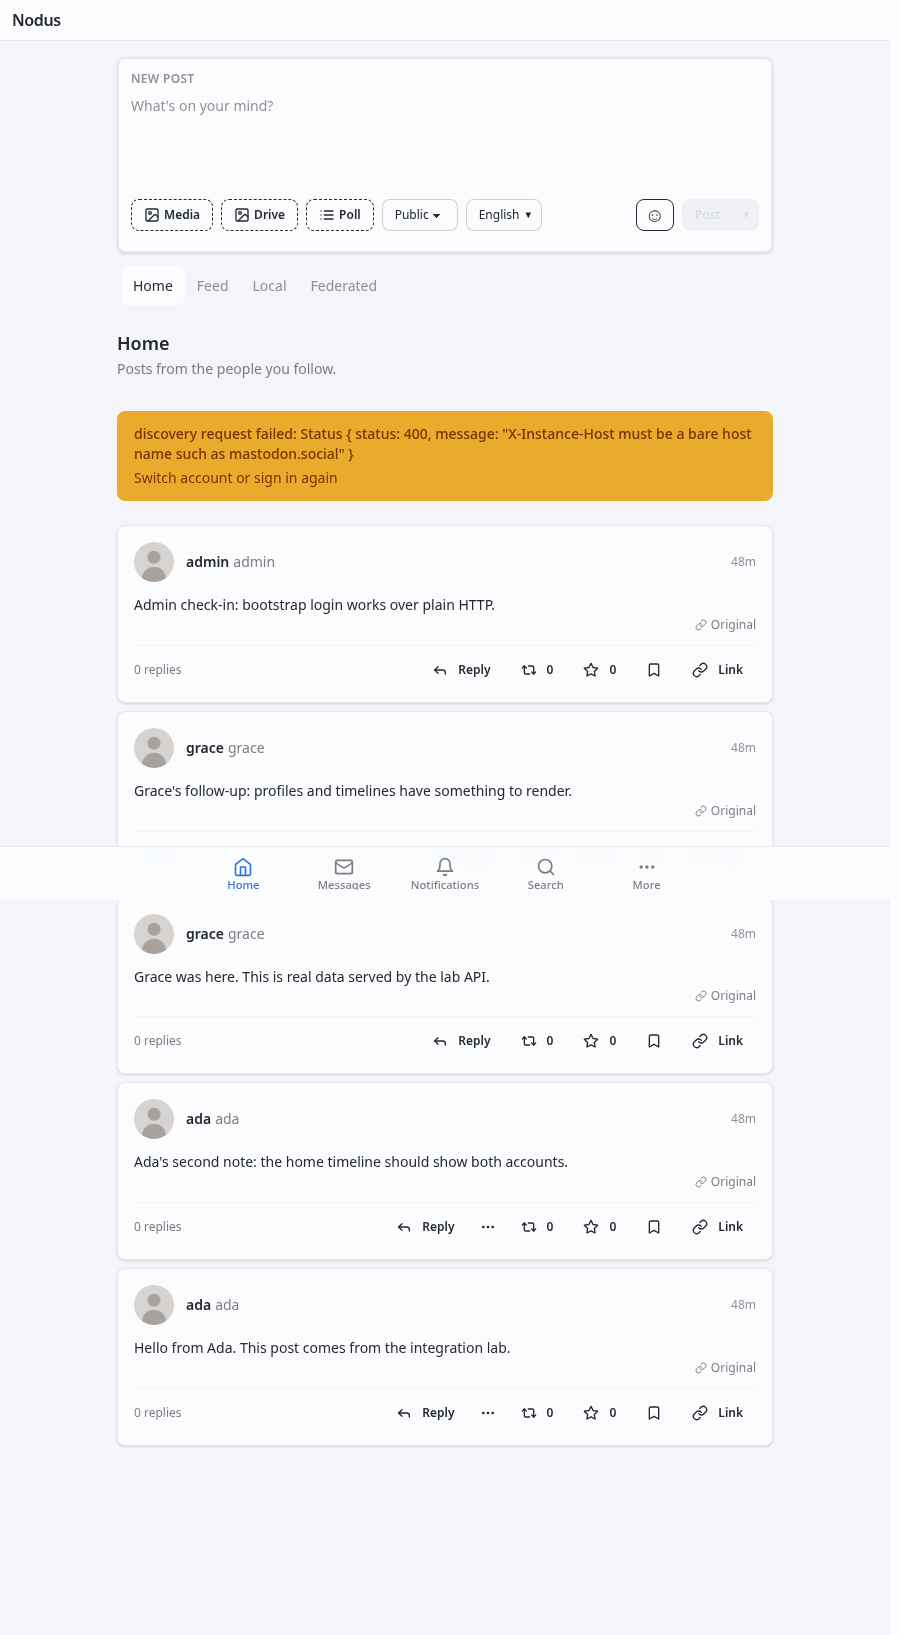 Nodus
NEW POST
What's on your mind?
Media
Drive
Poll
Public
English
Post
Home
Feed
Local
Federated
Home
Posts from the people you follow.
discovery request failed: Status { status: 400, message: "X-Instance-Host must be a bare host
name such as mastodon.social" }
Switch account or sign in again
admin admin
48m
Admin check-in: bootstrap login works over plain HTTP.
Original
0 replies
Reply
0
0
Link
grace grace
48m
Grace's follow-up: profiles and timelines have something to render.
Original
Home
Messages
Notifications
Search
More
grace grace
48m
Grace was here. This is real data served by the lab API.
Original
0 replies
Reply
0
0
Link
ada ada
48m
Ada's second note: the home timeline should show both accounts.
Original
0 replies
Reply
0
0
Link
ada ada
48m
Hello from Ada. This post comes from the integration lab.
Original
0 replies
Reply
0
0
Link